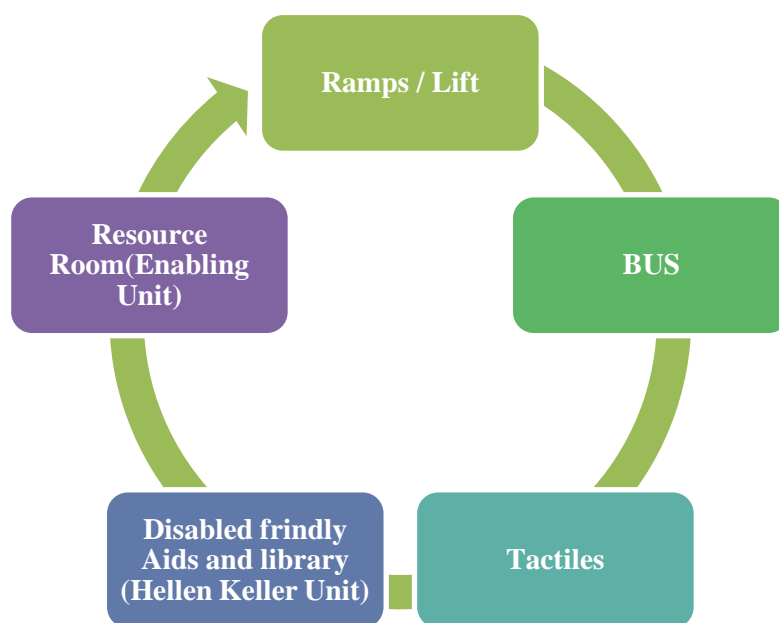 Ramps / Lift
BUS
Tactiles
Disabled frindly
Aids and library
(Hellen Keller Unit)
Resource
Room(Enabling
Unit)